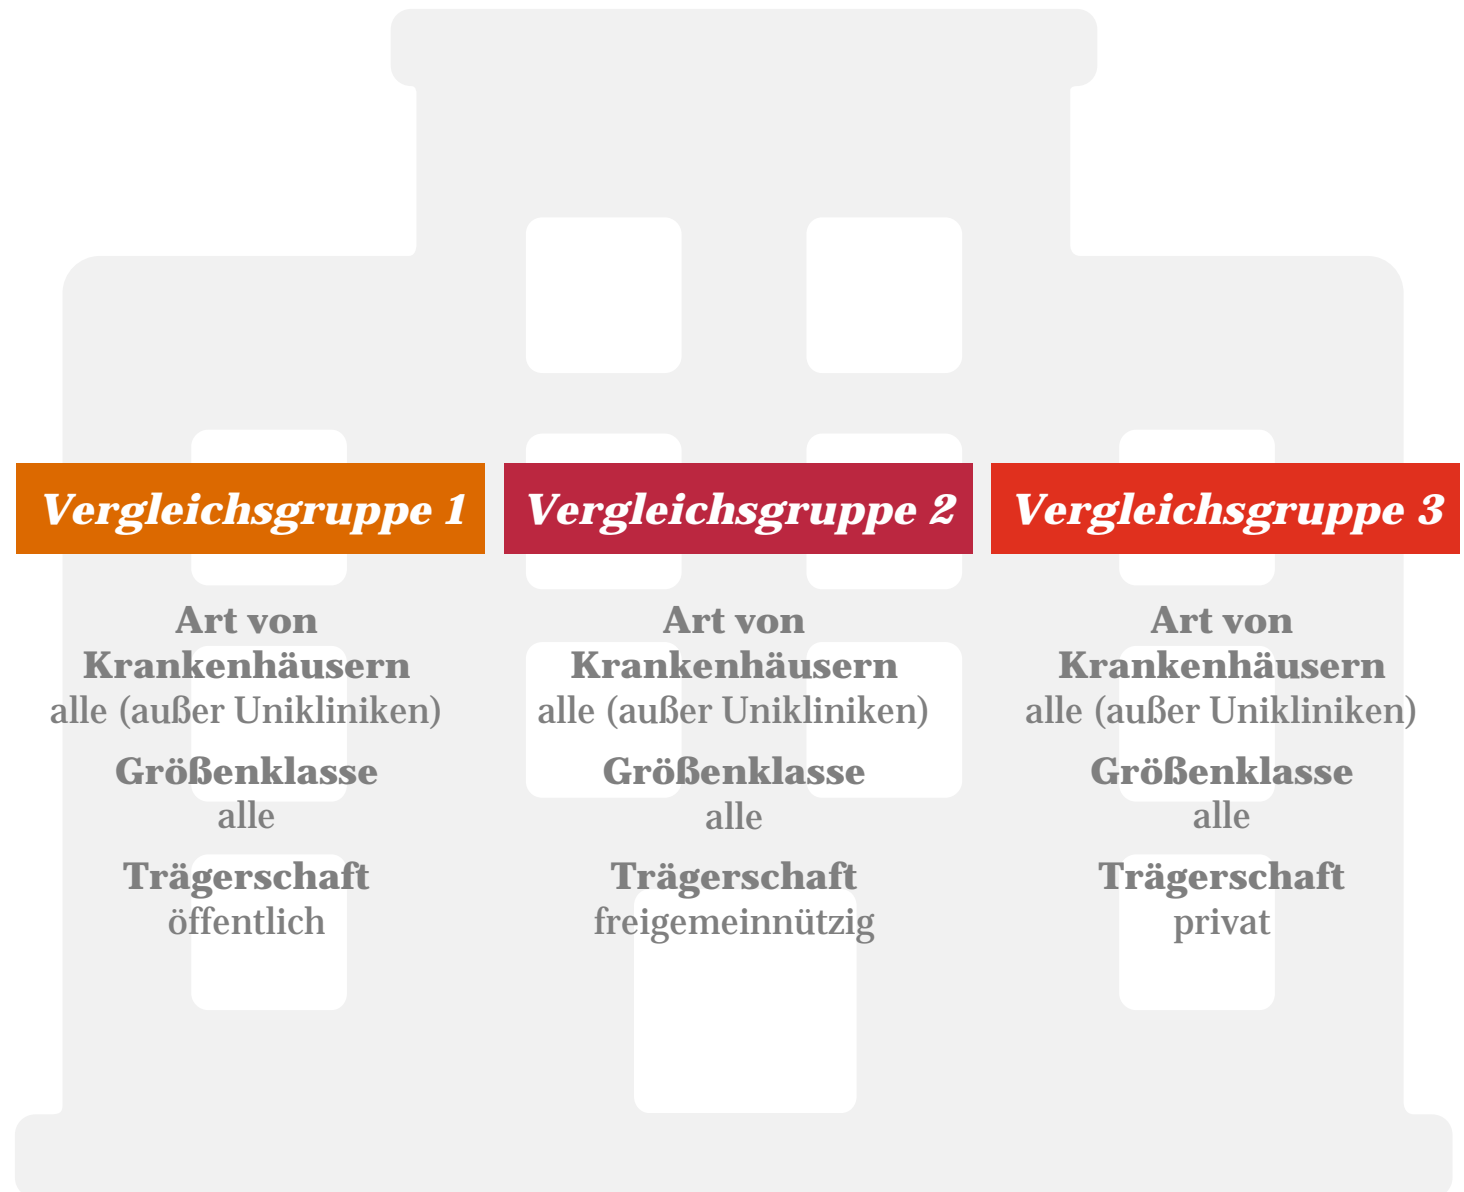 Vergleichsgruppe 1
Art von
Krankenhäusern
alle (außer Unikliniken)
Größenklasse
alle
Trägerschaft
öffentlich
Vergleichsgruppe 2
Art von
Krankenhäusern
alle (außer Unikliniken)
Größenklasse
alle
Trägerschaft
freigemeinnützig
Vergleichsgruppe 3
Art von
Krankenhäusern
alle (außer Unikliniken)
Größenklasse
alle
Trägerschaft
privat